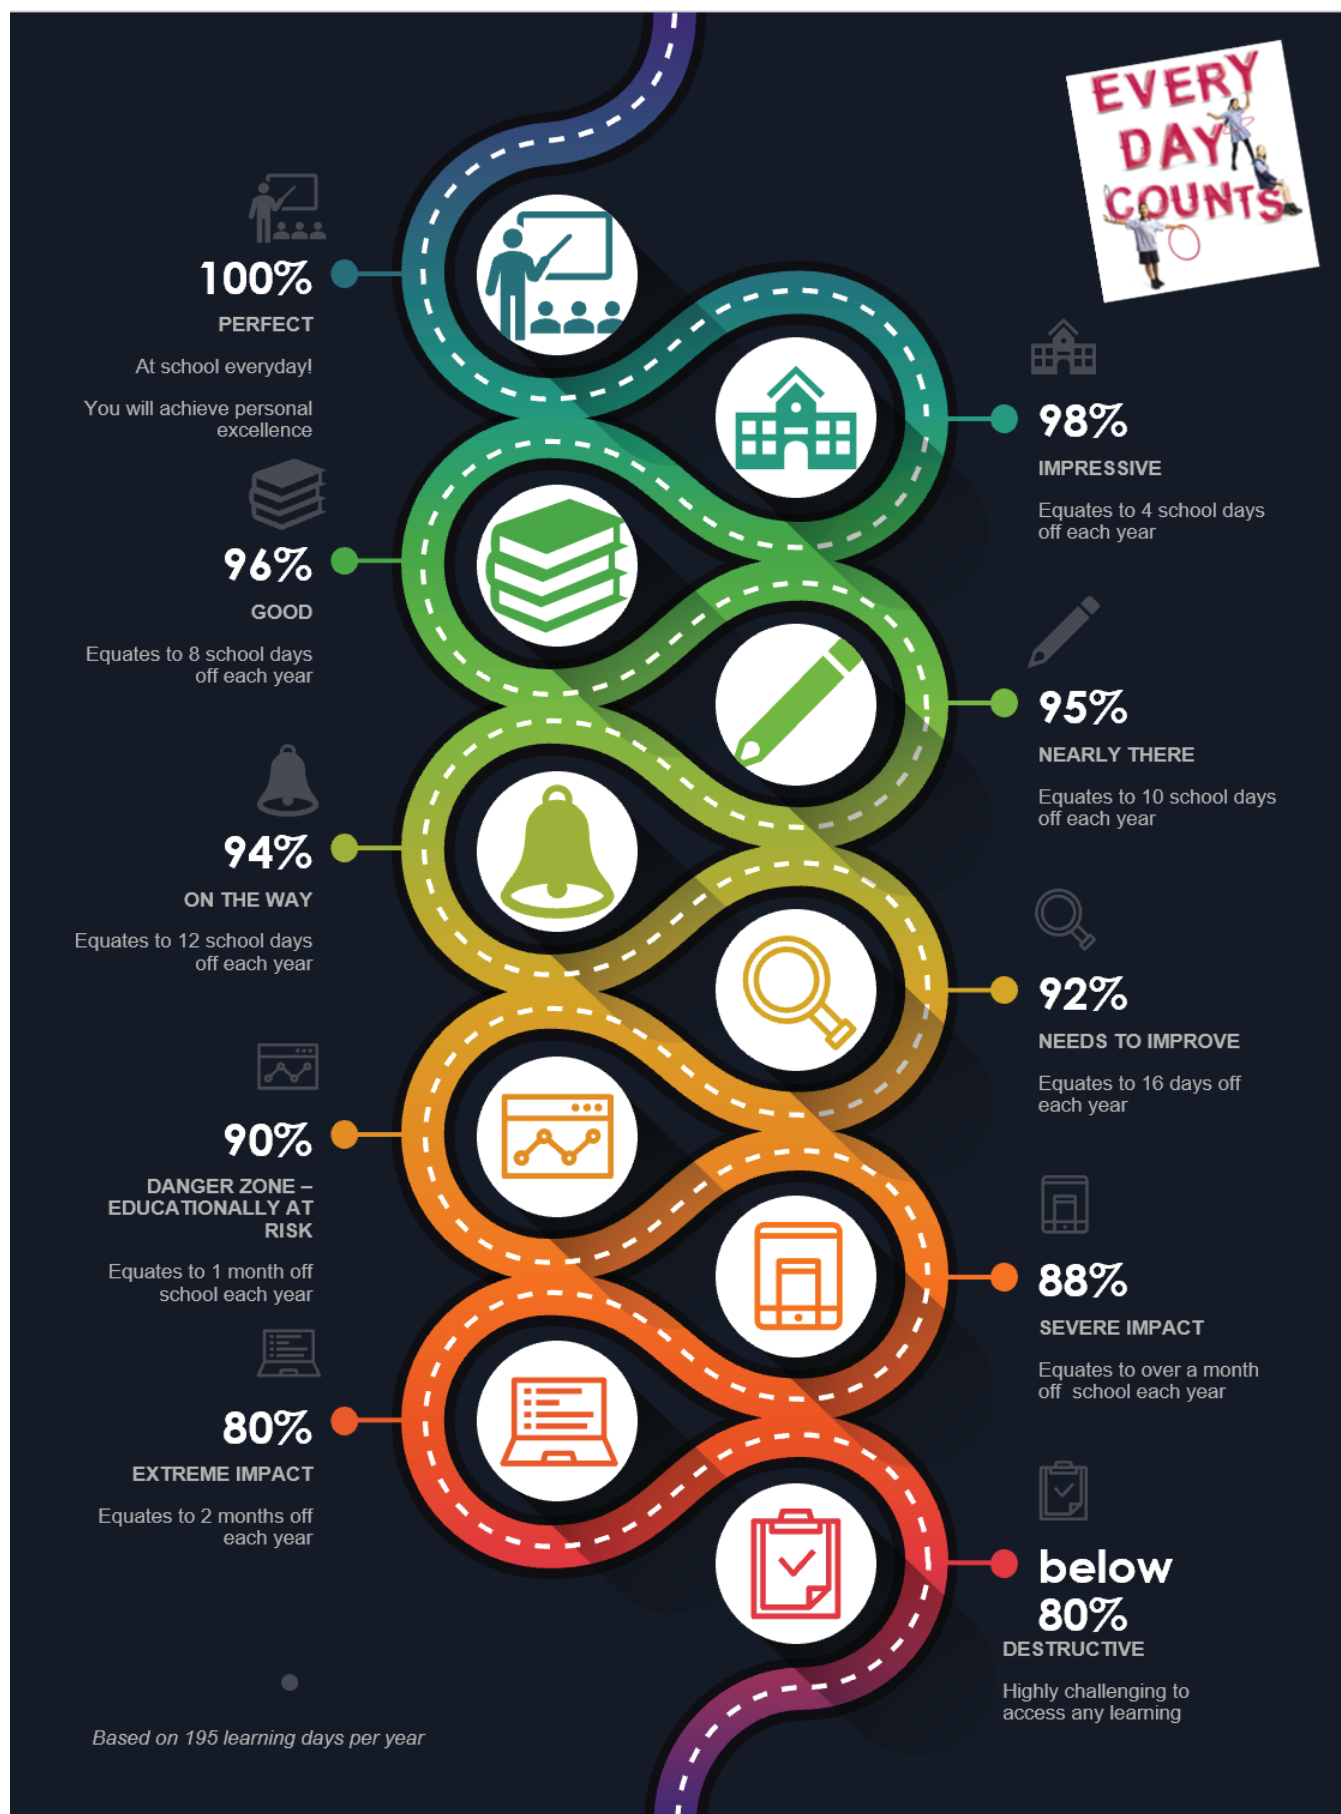 EVERY
DAY
COUNTS
100%
PERFECT
At school everyday!
You will achieve personal
excellence
98%
IMPRESSIVE
Equates to 4 school days
off each year
96%
GOOD
Equates to 8 school days
off each year
95%
NEARLY THERE
Equates to 10 school days
off each year
94%
ON THE WAY
Equates to 12 school days
off each year
92%
NEEDS TO IMPROVE
Equates to 16 days off
each year
90%
DANGER ZONE –
EDUCATIONALLY AT
RISK
Equates to 1 month off
school each year
88%
SEVERE IMPACT
Equates to over a month
off  school each year
80%
EXTREME IMPACT
Equates to 2 months off
each year
below
80%
DESTRUCTIVE
Highly challenging to
access any learning
Based on 195 learning days per year